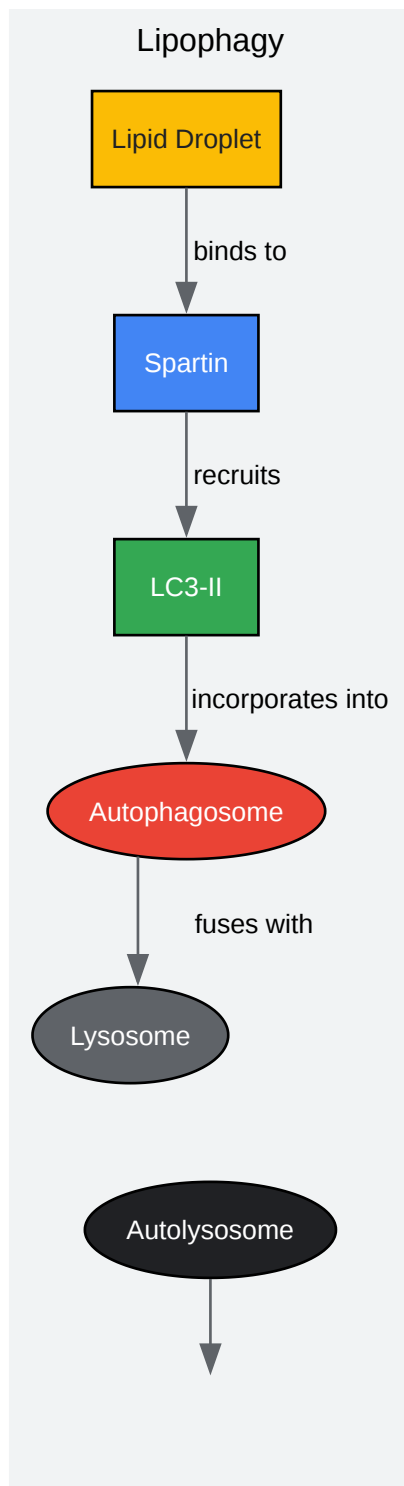 Lipophagy
Lipid Droplet
binds to
Spartin
recruits
LC3-II
incorporates into
Autophagosome
fuses with
Lysosome
Autolysosome